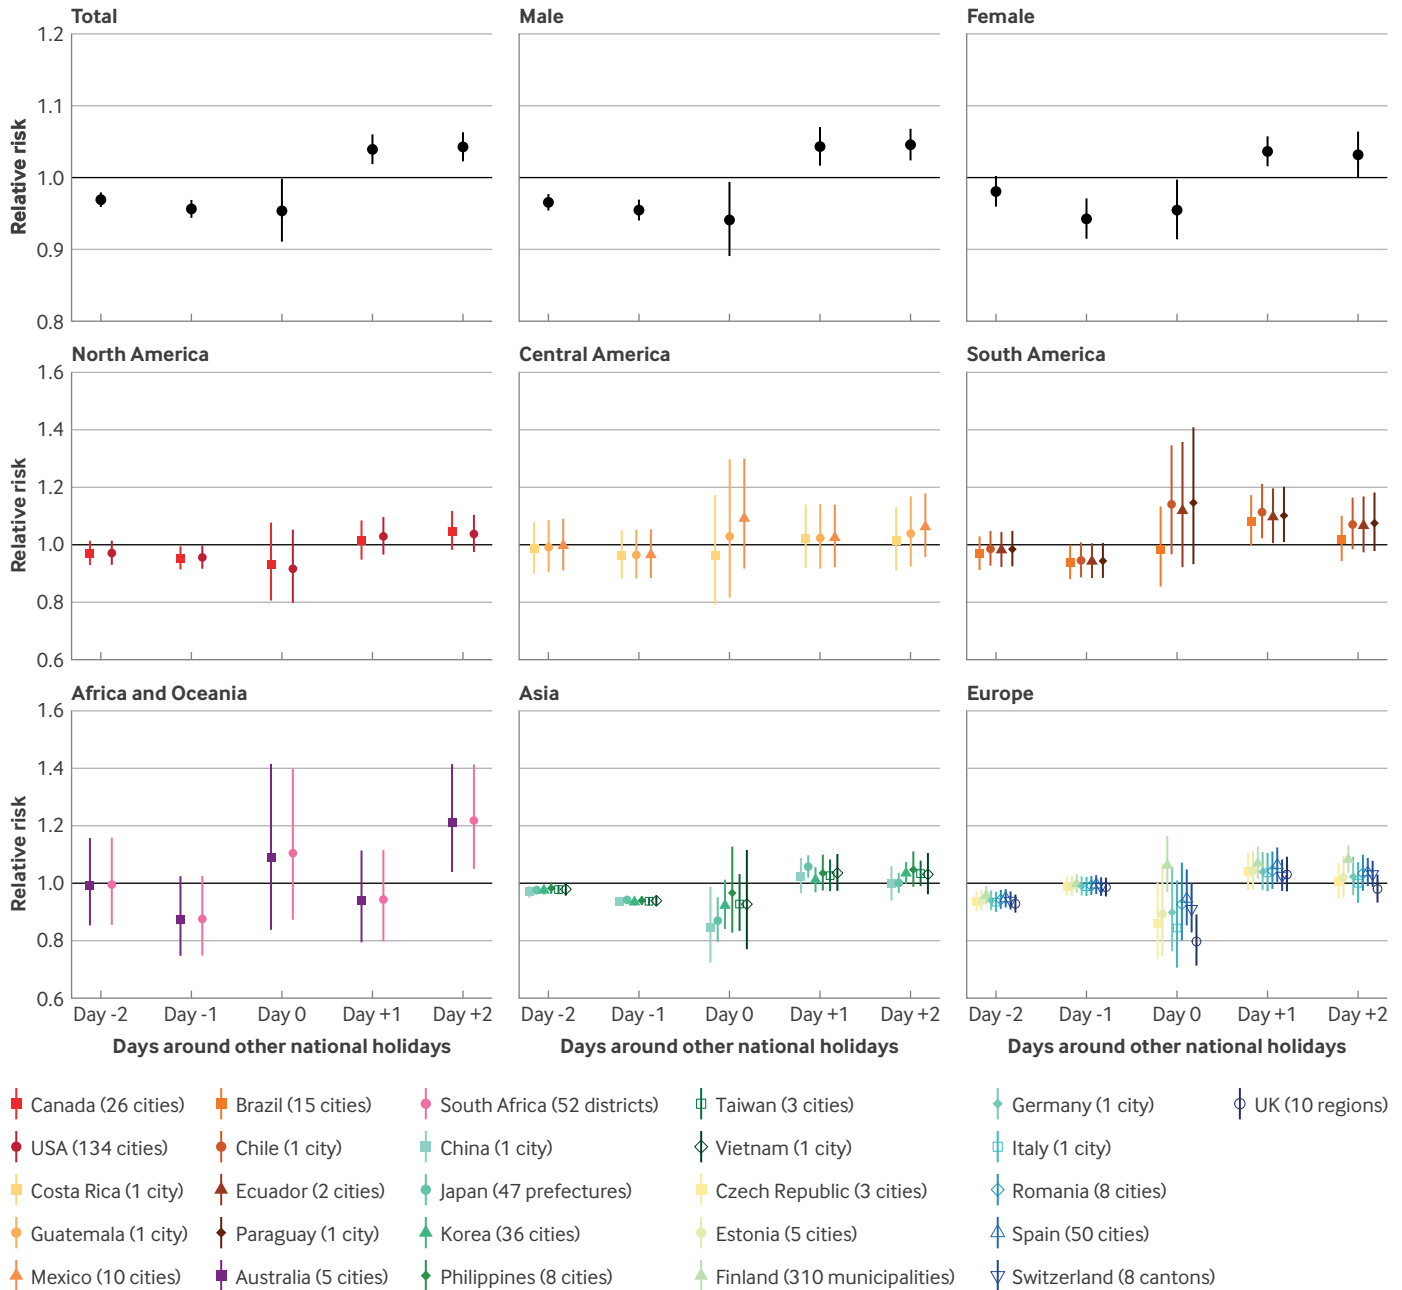 Total
Male
Female
Relative risk
1.2
1.1
1.0
0.9
0.8
North America
Central America
South America
Relative risk
1.6
1.4
1.2
1.0
0.8
0.6
Africa and Oceania
Asia
Europe
Relative risk
1.6
1.4
1.2
1.0
0.8
0.6
Day -2 Day -1 Day 0 Day +1 Day +2
Day -2 Day -1 Day 0 Day +1 Day +2
Day -2 Day -1 Day 0 Day +1 Day +2
Days around other national holidays
Days around other national holidays
Days around other national holidays
Canada (26 cities)
USA (134 cities)
Costa Rica (1 city)
Guatemala (1 city)
Mexico (10 cities)
Brazil (15 cities)
Chile (1 city)
Ecuador (2 cities)
Paraguay (1 city)
Australia (5 cities)
South Africa (52 districts)
China (1 city)
Japan (47 prefectures)
Korea (36 cities)
Philippines (8 cities)
Taiwan (3 cities)
Vietnam (1 city)
Czech Republic (3 cities)
Estonia (5 cities)
Finland (310 municipalities)
Germany (1 city)
Italy (1 city)
Romania (8 cities)
Spain (50 cities)
Switzerland (8 cantons)
UK (10 regions)